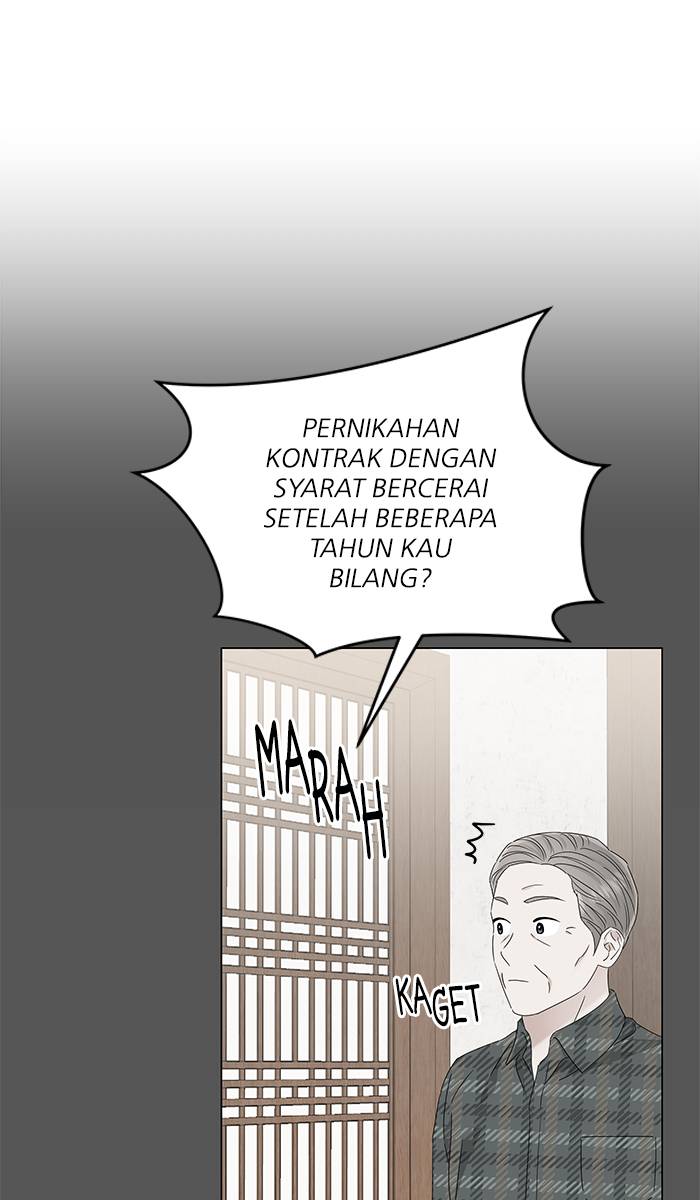 PERNIKAHAN
KONTRAK DENGAN
SYARAT BERCERAI
SETELAH BEBERAPA
TAHUN KAU
BILANG?
MARAH
KAGET